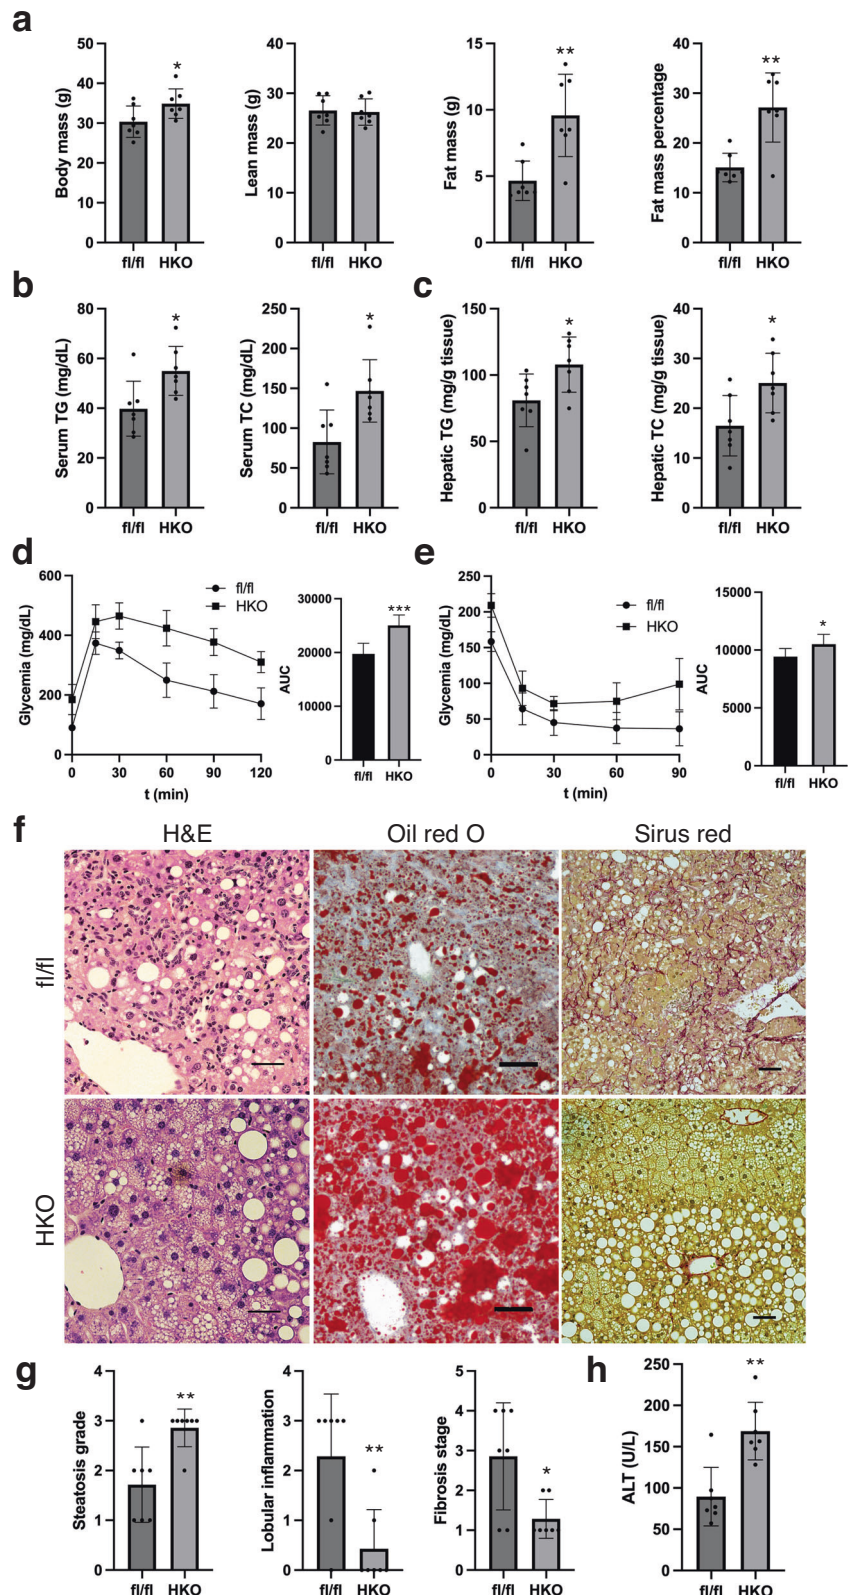 a
Body mass (g)
50
40
30
20
10
0
*
fl/fl HKO
Lean mass (g)
40
30
20
10
0
fl/fl HKO
Fat mass (g)
15
10
5
0
**
fl/fl HKO
Fat mass percentage
40
30
20
10
0
**
fl/fl HKO
b
Serum TG (mg/dL)
80
60
40
20
0
*
fl/fl HKO
Serum TC (mg/dL)
250
200
150
100
50
0
*
fl/fl HKO
c
Hepatic TG (mg/g tissue)
150
100
50
0
*
fl/fl HKO
Hepatic TC (mg/g tissue)
40
30
20
10
0
*
fl/fl HKO
d
Glycemia (mg/dL)
600
400
200
0
0 30 60 90 120
t (min)
fl/fl
HKO
AUC
30000
20000
10000
0
***
fl/fl HKO
e
Glycemia (mg/dL)
250
200
150
100
50
0
0 30 60 90
t (min)
fl/fl
HKO
AUC
15000
10000
5000
0
*
fl/fl HKO
f
H&E Oil red O Sirus red
fl/fl
HKO
g
Steatosis grade
4
3
2
1
0
**
fl/fl HKO
Lobular inflammation
4
3
2
1
0
**
fl/fl HKO
Fibrosis stage
5
4
3
2
1
0
*
fl/fl HKO
h
ALT (U/L)
250
200
150
100
50
0
**
fl/fl HKO